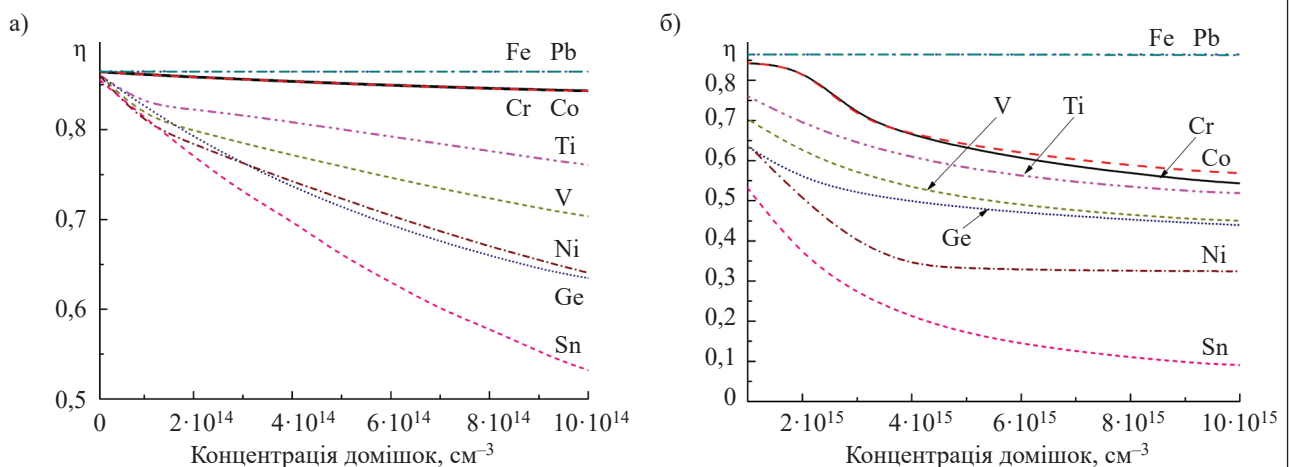 а)
η
Fe Pb
Cr Co
0,8
Ti
V
0,7
Ni
Ge
0,6
Sn
0,5
0 2·10¹⁴ 4·10¹⁴ 6·10¹⁴ 8·10¹⁴ 10·10¹⁴
Концентрація домішок, см⁻³
б)
η
Fe Pb
0,8
V Ti
0,7
Cr
0,6
Co
0,5
Ge
0,4
Ni
0,3
0,2
Sn
0,1
0
2·10¹⁵ 4·10¹⁵ 6·10¹⁵ 8·10¹⁵ 10·10¹⁵
Концентрація домішок, см⁻³